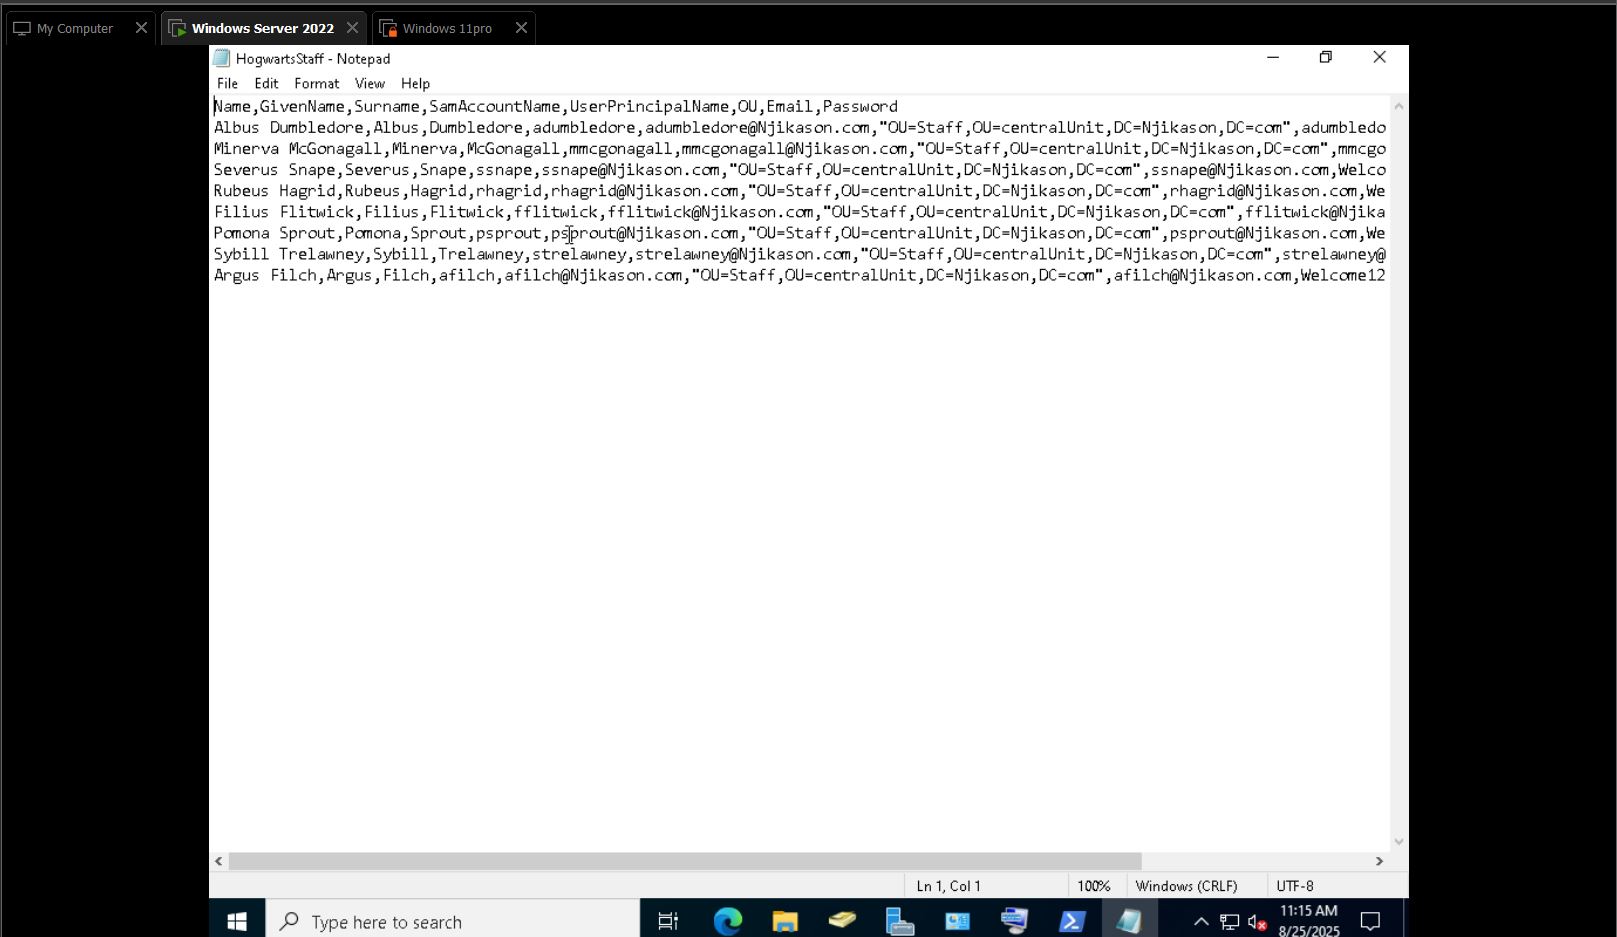 My Computer
Windows Server 2022
Windows 11pro
HogwartsStaff - Notepad
File Edit Format View Help
Name,GivenName,Surname,SamAccountName,UserPrincipalName,OU,Email,Password
Albus Dumbledore,Albus,Dumbledore,adumbledore,adumbledore@Njikason.com,"OU=Staff,OU=centralUnit,DC=Njikason,DC=com",adumbledo
Minerva McGonagall,Minerva,McGonagall,mmcgonagall,mmcgonagall@Njikason.com,"OU=Staff,OU=centralUnit,DC=Njikason,DC=com",mmcgo
Severus Snape,Severus,Snape,ssnape,ssnape@Njikason.com,"OU=Staff,OU=centralUnit,DC=Njikason,DC=com",ssnape@Njikason.com,Welco
Rubeus Hagrid,Rubeus,Hagrid,rhagrid,rhagrid@Njikason.com,"OU=Staff,OU=centralUnit,DC=Njikason,DC=com",rhagrid@Njikason.com,We
Filius Flitwick,Filius,Flitwick,fflitwick,fflitwick@Njikason.com,"OU=Staff,OU=centralUnit,DC=Njikason,DC=com",fflitwick@Njika
Pomona Sprout,Pomona,Sprout,psprout,psprout@Njikason.com,"OU=Staff,OU=centralUnit,DC=Njikason,DC=com",psprout@Njikason.com,We
Sybill Trelawney,Sybill,Trelawney,strelawney,strelawney@Njikason.com,"OU=Staff,OU=centralUnit,DC=Njikason,DC=com",strelawney@
Argus Filch,Argus,Filch,afilch,afilch@Njikason.com,"OU=Staff,OU=centralUnit,DC=Njikason,DC=com",afilch@Njikason.com,Welcome12
Ln 1, Col 1 100% Windows (CRLF) UTF-8
Type here to search
11:15 AM
8/25/2025